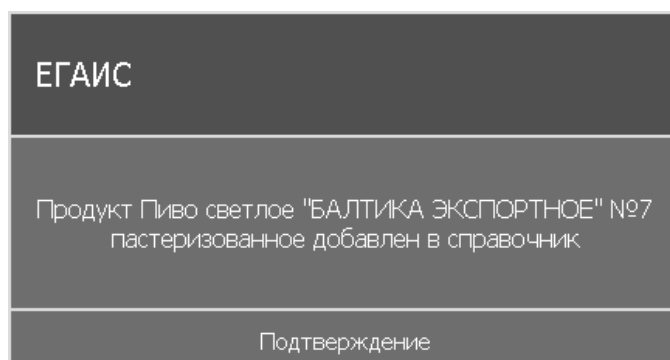 ЕГАИС
Продукт Пиво светлое "БАЛТИКА ЭКСПОРТНОЕ" №7
пастеризованное добавлен в справочник
Подтверждение